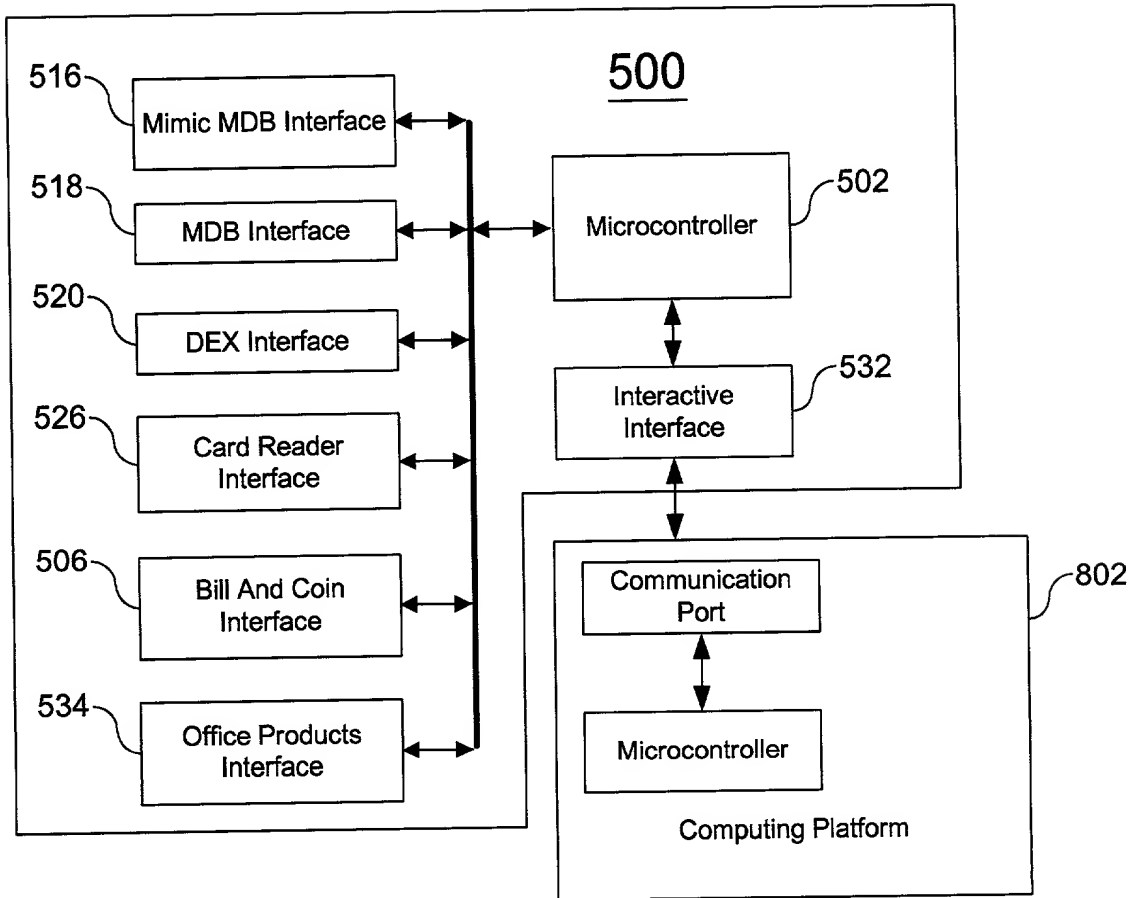 500
516
Mimic MDB Interface
518
MDB Interface
520
DEX Interface
526
Card Reader
Interface
506
Bill And Coin
Interface
534
Office Products
Interface
Microcontroller
502
Interactive
Interface
532
Communication
Port
Microcontroller
Computing Platform
802